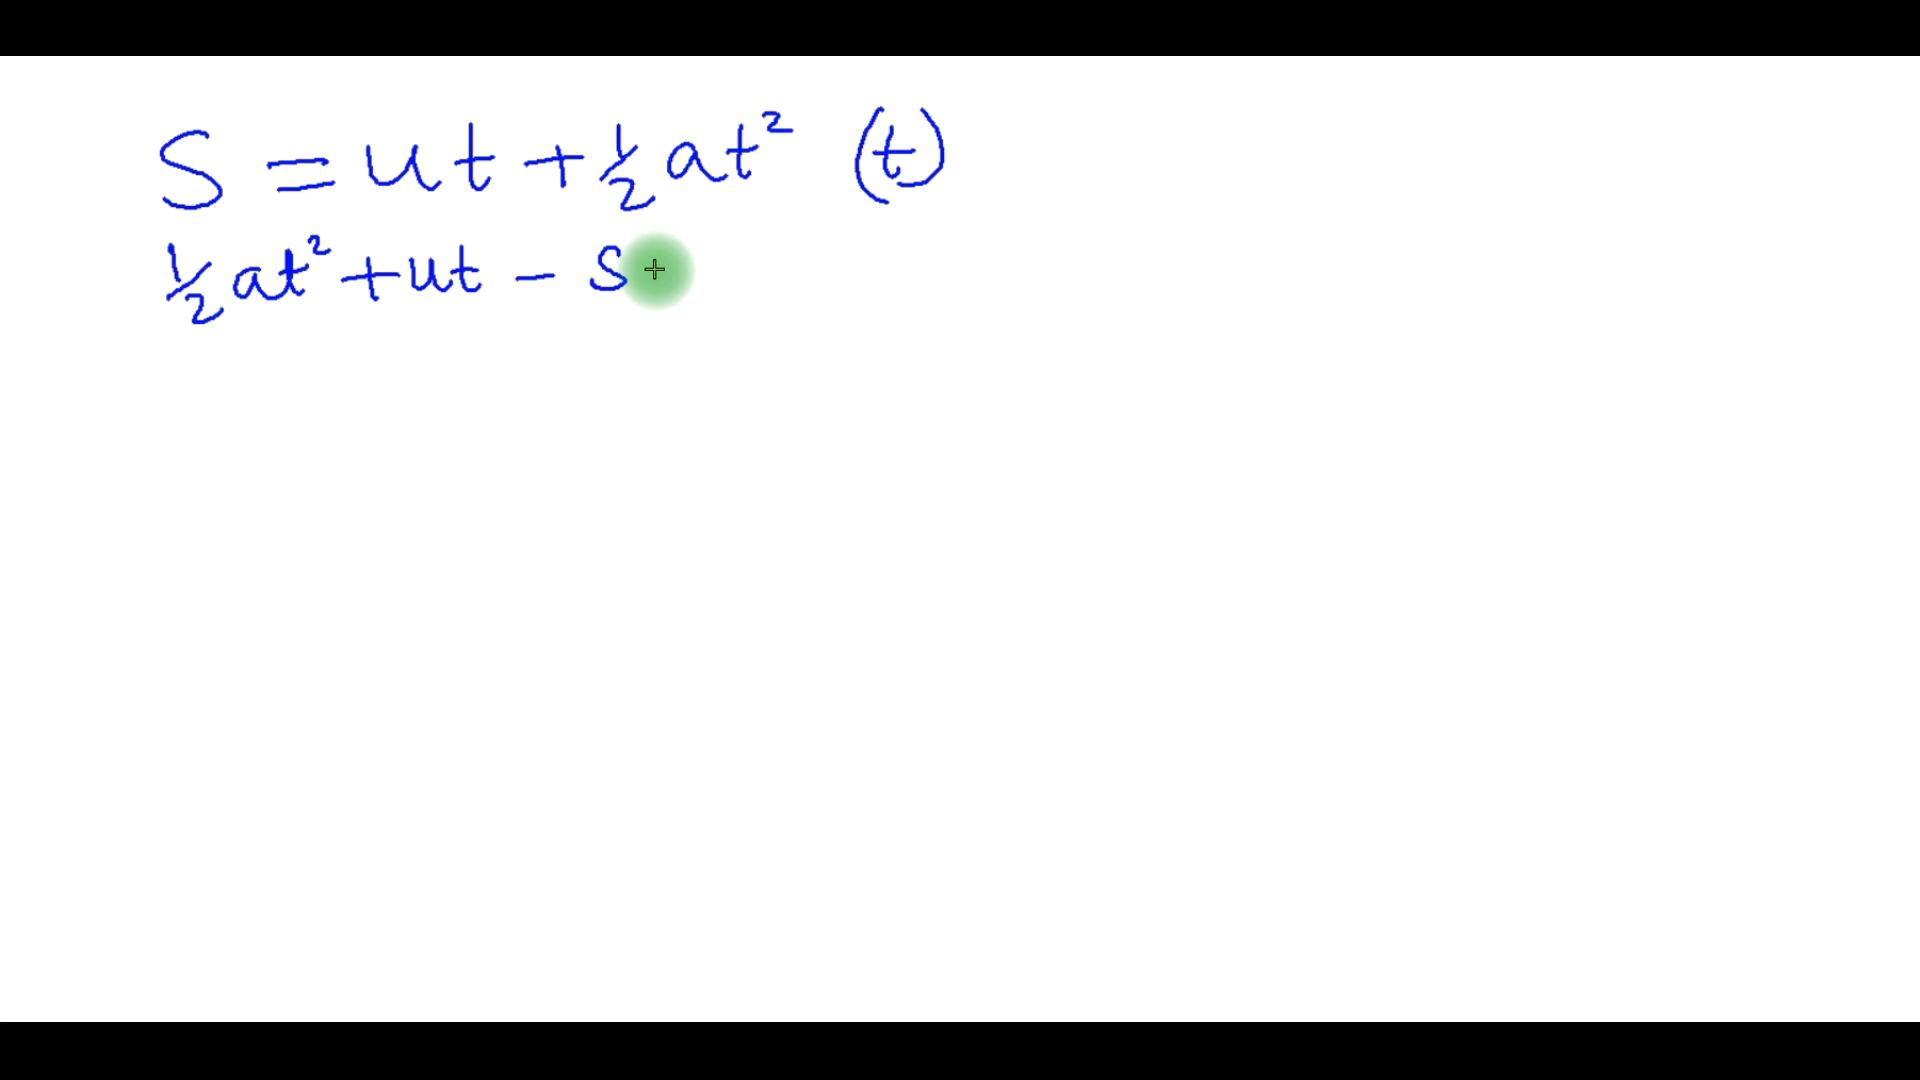 S = ut + ½at² (t)
½at² + ut − s